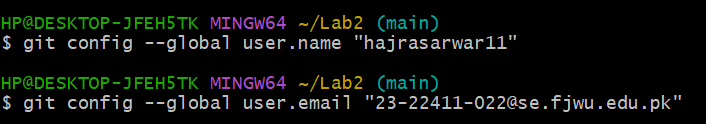 HP@DESKTOP-JFEH5TK MINGW64 ~/Lab2 (main)
$ git config --global user.name "hajrasarwar11"
HP@DESKTOP-JFEH5TK MINGW64 ~/Lab2 (main)
$ git config --global user.email "23-22411-022@se.fjwu.edu.pk"